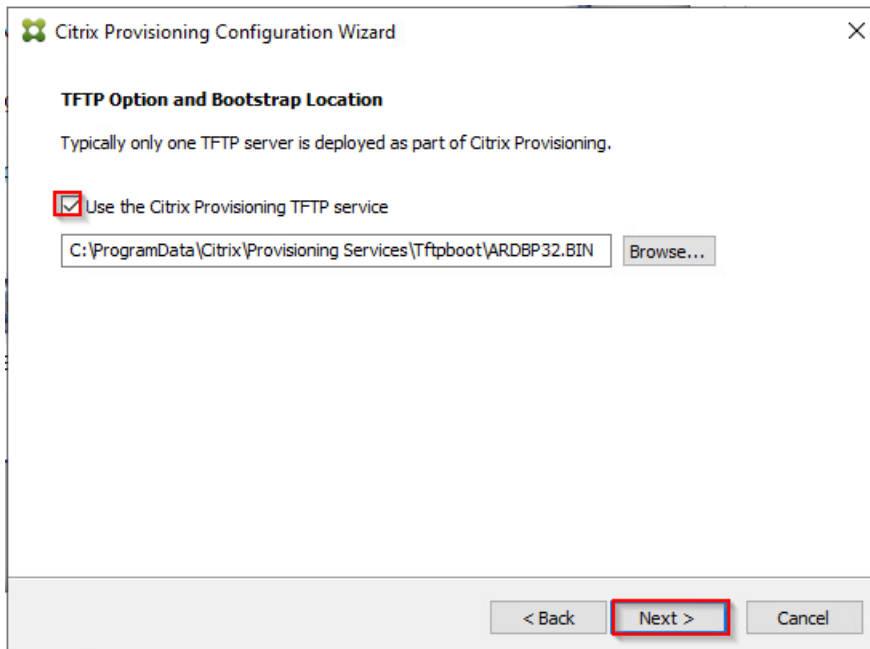 Citrix Provisioning Configuration Wizard
TFTP Option and Bootstrap Location
Typically only one TFTP server is deployed as part of Citrix Provisioning.
Use the Citrix Provisioning TFTP service
C:\ProgramData\Citrix\Provisioning Services\Tftpboot\ARDBP32.BIN
Browse...
< Back
Next >
Cancel